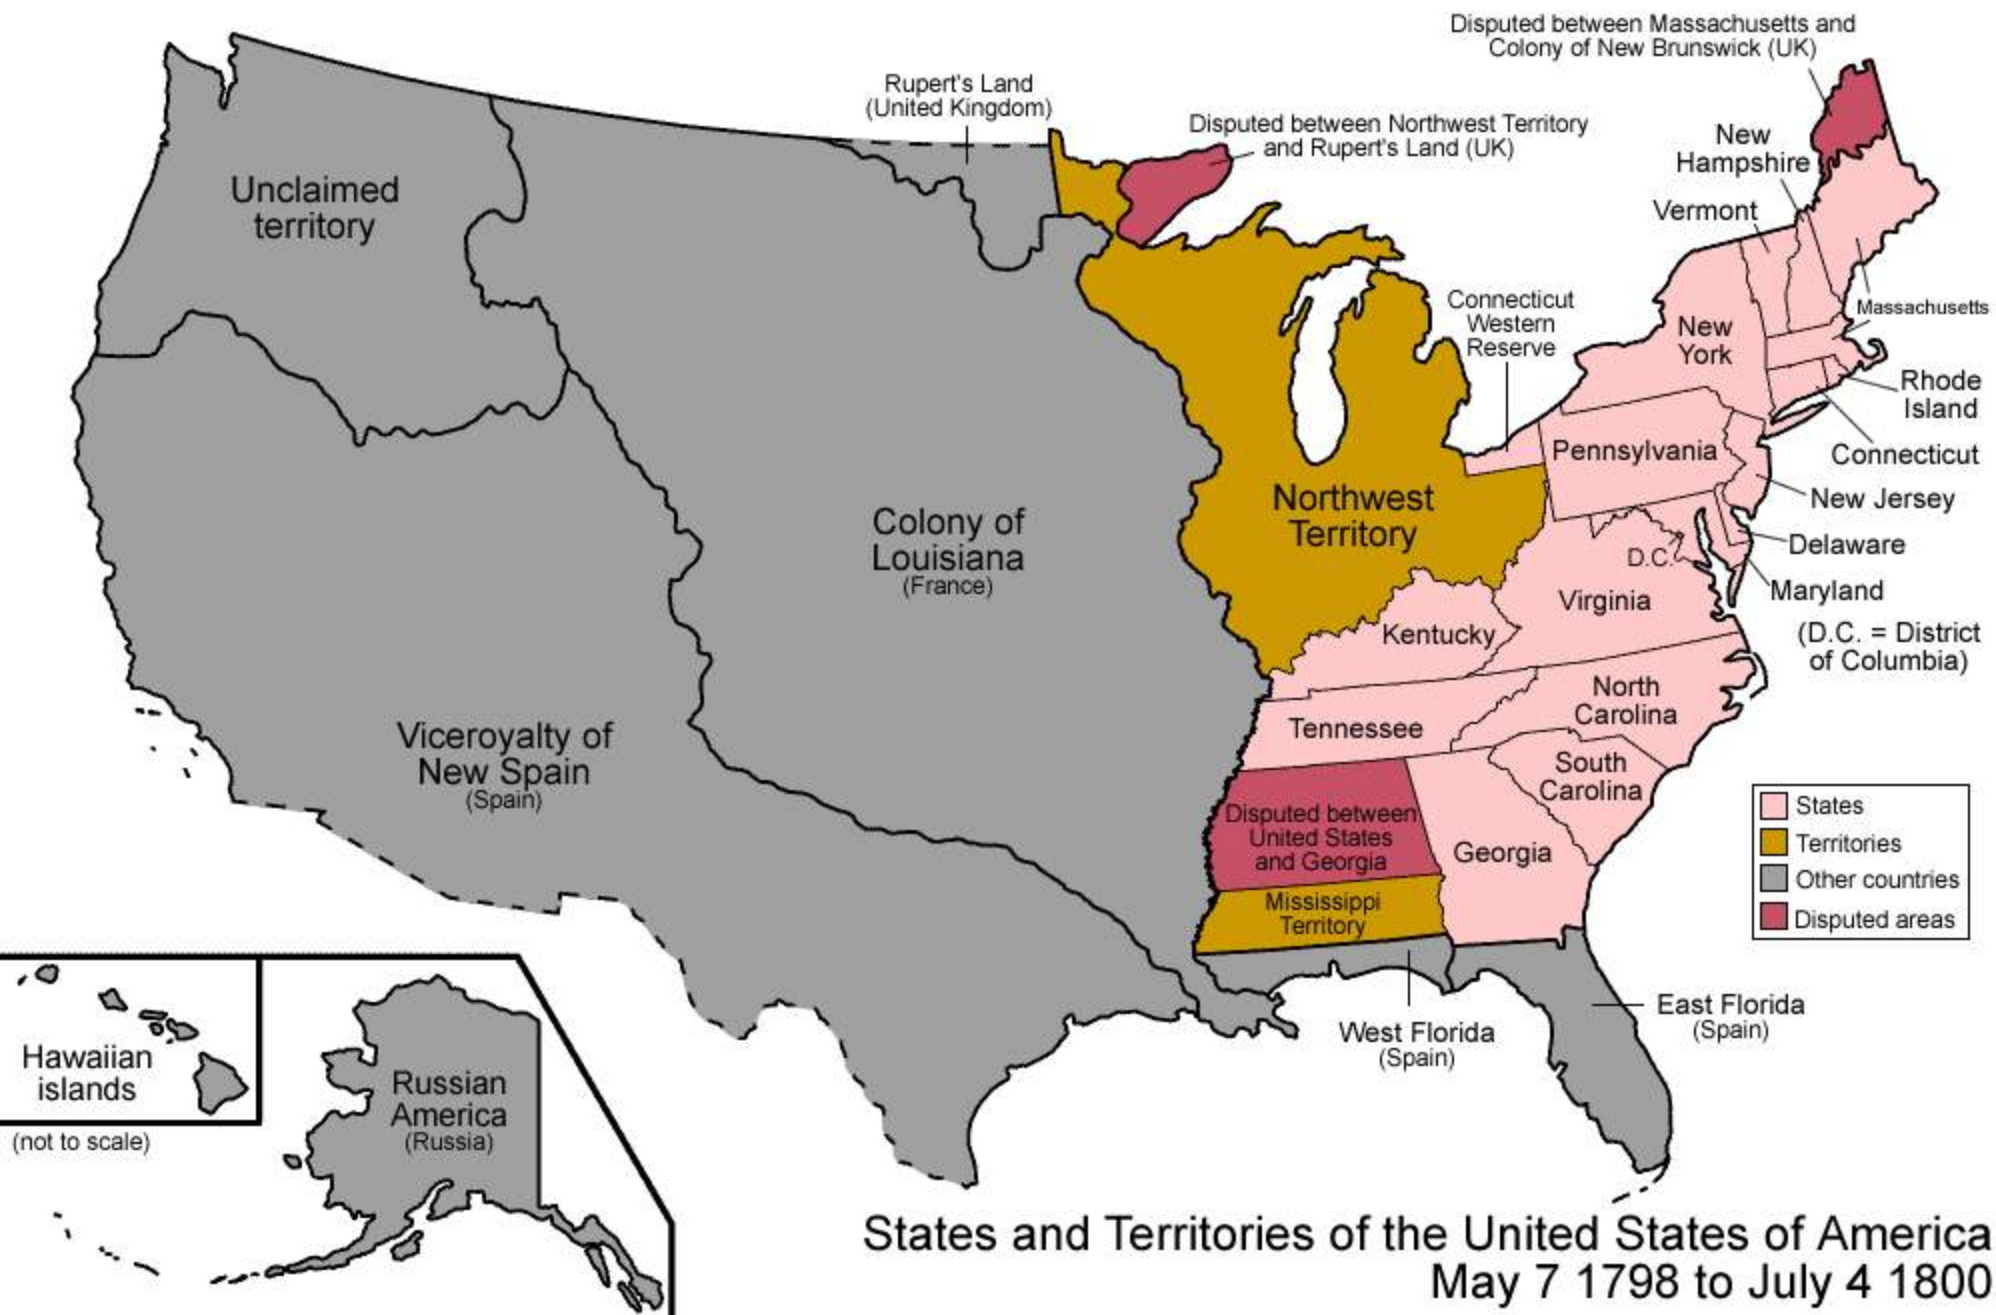 Disputed between Massachusetts and
Colony of New Brunswick (UK)
Rupert's Land
(United Kingdom)
Disputed between Northwest Territory
and Rupert's Land (UK)
New
Hampshire
Vermont
Unclaimed
territory
Connecticut
Western
Reserve
Massachusetts
New
York
Rhode
Island
Pennsylvania
Connecticut
New Jersey
Northwest
Territory
Colony of
Louisiana
(France)
D.C.
Delaware
Maryland
Virginia
Kentucky
(D.C. = District
of Columbia)
North
Carolina
Tennessee
South
Carolina
Viceroyalty of
New Spain
(Spain)
Disputed between
United States
and Georgia
Georgia
States
Territories
Other countries
Disputed areas
Mississippi
Territory
East Florida
(Spain)
West Florida
(Spain)
Hawaiian
islands
(not to scale)
Russian
America
(Russia)
States and Territories of the United States of America
May 7 1798 to July 4 1800